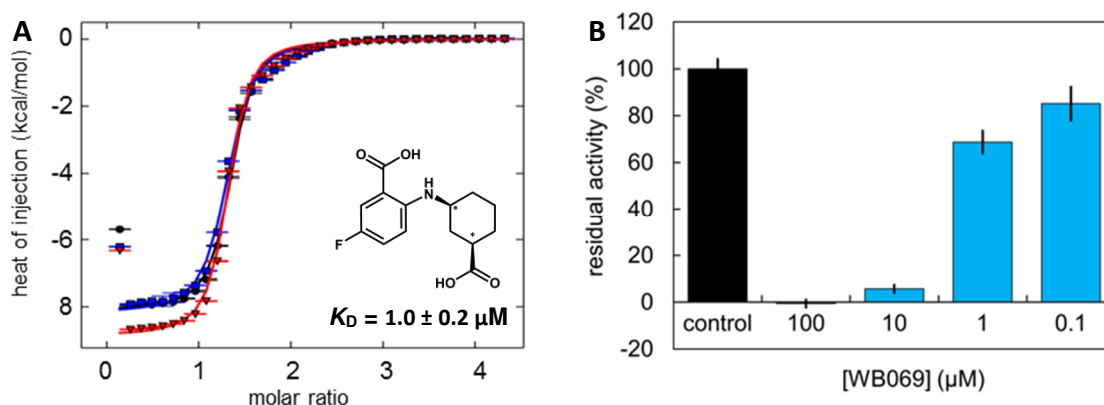 A
heat of injection (kcal/mol)
0
-2
-4
-6
8
0 1 2 3 4
molar ratio
O
OH
H
N
*
*
F
HO
O
KD = 1.0 ± 0.2 µM
B
residual activity (%)
120
100
80
60
40
20
0
-20
control 100 10 1 0.1
[WB069] (µM)